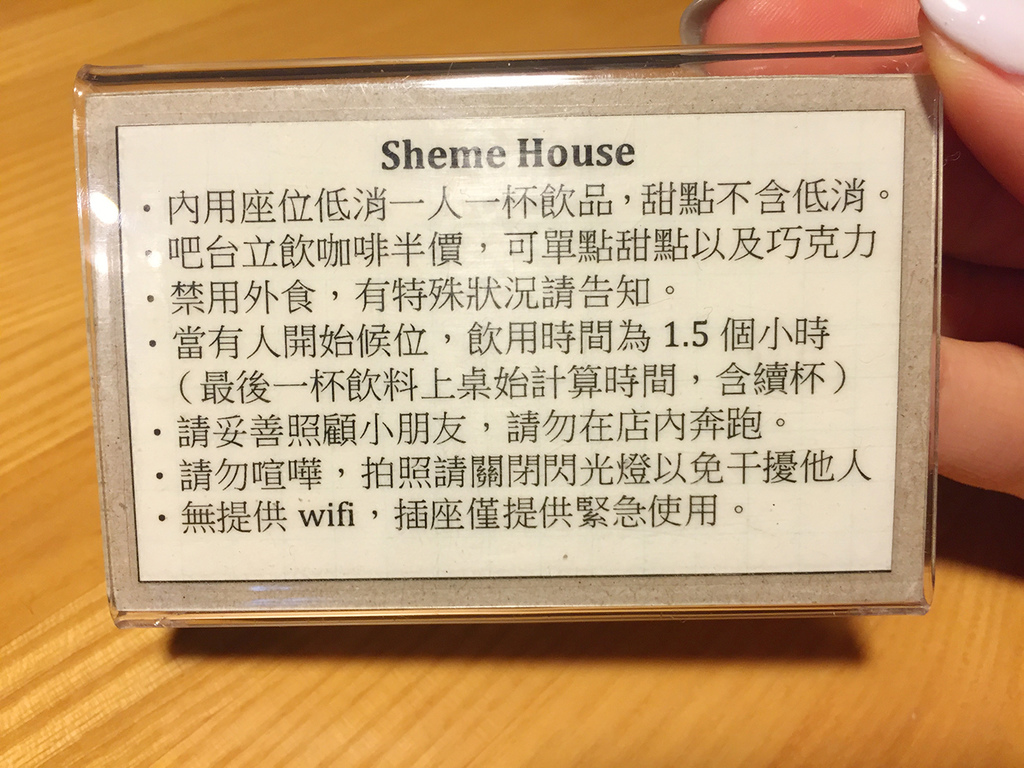 Sheme House
・內用座位低消一人一杯飲品，甜點不含低消。
・吧台立飲咖啡半價，可單點甜點以及巧克力
・禁用外食，有特殊狀況請告知。
・當有人開始候位，飲用時間為 1.5 個小時
（最後一杯飲料上桌始計算時間，含續杯）
・請妥善照顧小朋友，請勿在店內奔跑。
・請勿喧嘩，拍照請關閉閃光燈以免干擾他人
・無提供 wifi，插座僅提供緊急使用。